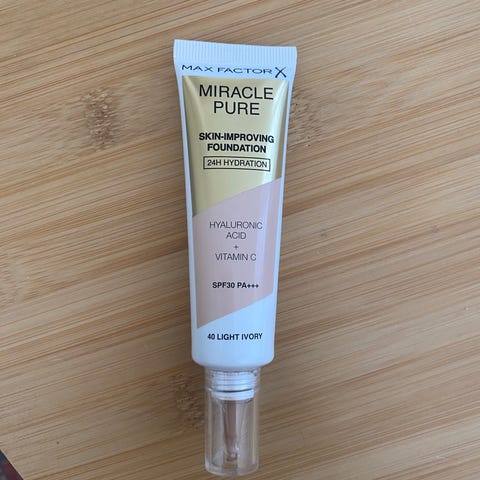 MAX FACTOR X
MIRACLE
PURE
SKIN-IMPROVING
FOUNDATION
24H HYDRATION
HYALURONIC
ACID
+
VITAMIN C
SPF30 PA+++
40 LIGHT IVORY